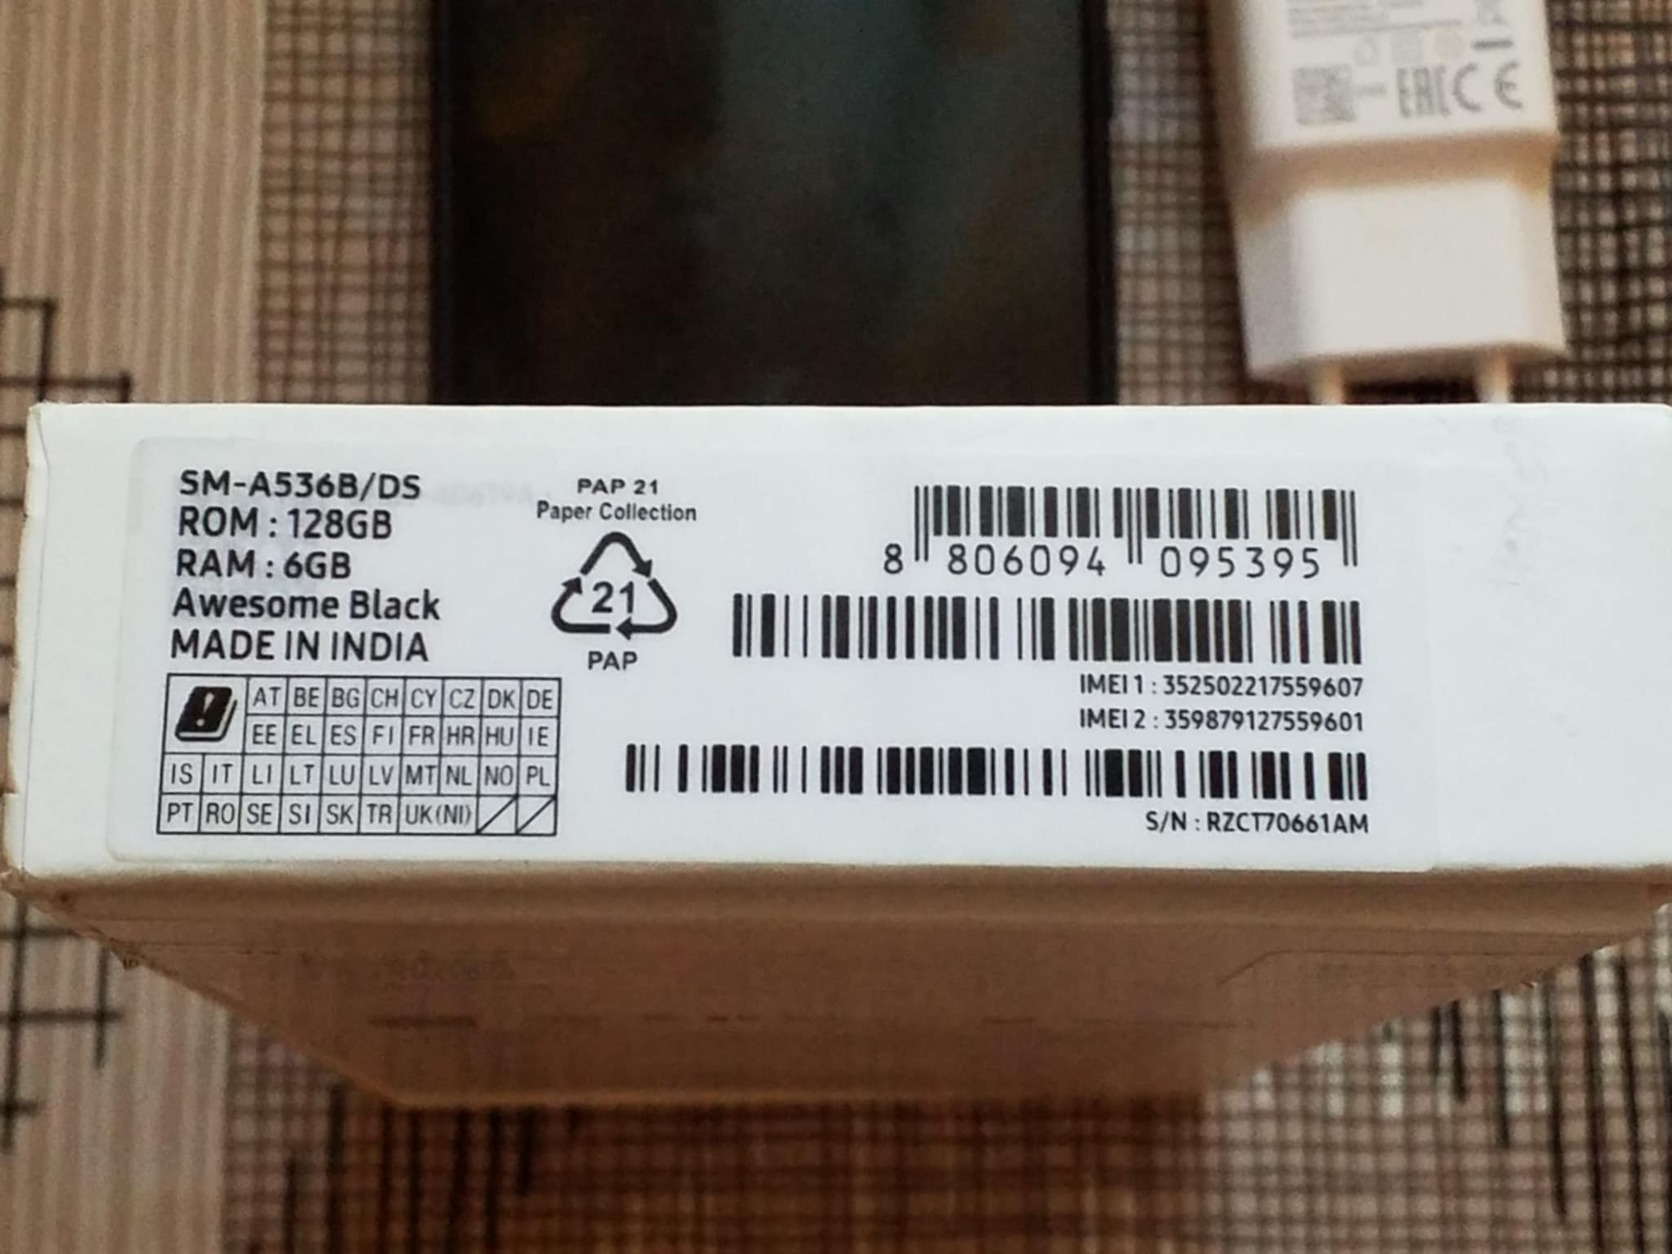 EAC CE
SM-A536B/DS
ROM : 128GB
RAM : 6GB
Awesome Black
MADE IN INDIA
PAP 21
Paper Collection
21
PAP
8 806094 095395
IMEI 1 : 352502217559607
IMEI 2 : 359879127559601
S/N : RZCT70661AM
AT BE BG CH CY CZ DK DE
EE EL ES FI FR HR HU IE
IS IT LI LT LU LV MT NL NO PL
PT RO SE SI SK TR UK(NI)